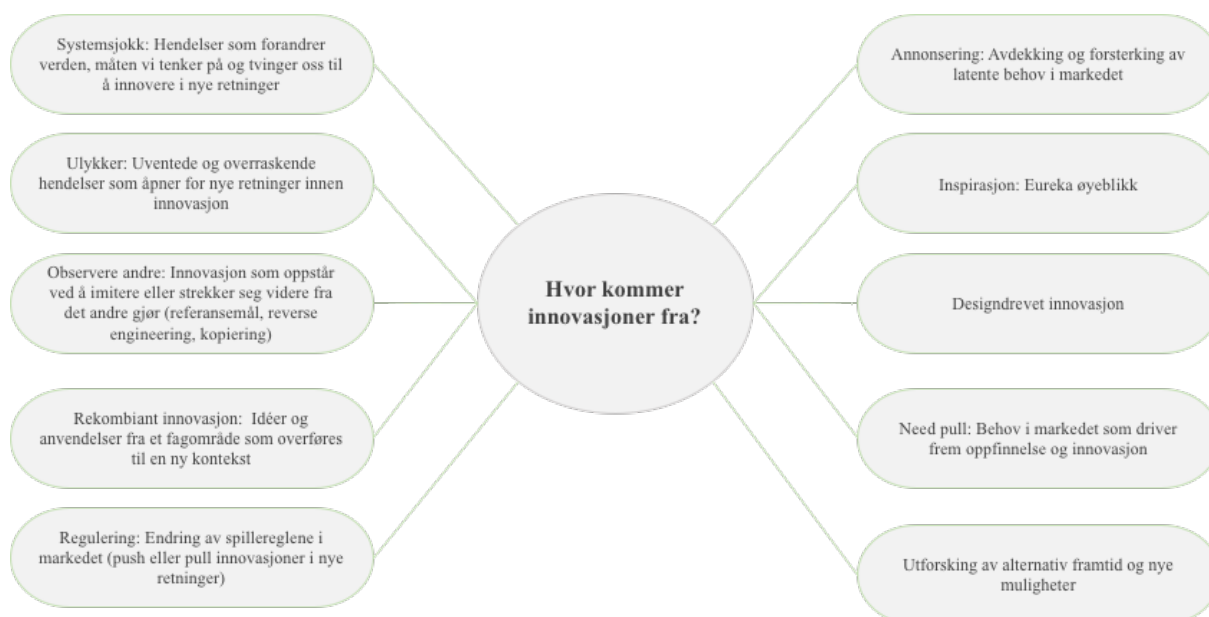 Systemsjokk: Hendelser som forandrer
verden, måten vi tenker på og tvinger oss til
å innovere i nye retninger
Ulykker: Uventede og overraskende
hendelser som åpner for nye retninger innen
innovasjon
Observere andre: Innovasjon som oppstår
ved å imitere eller strekker seg videre fra
det andre gjør (referansemål, reverse
engineering, kopiering)
Rekombiant innovasjon:  Idéer og
anvendelser fra et fagområde som overføres
til en ny kontekst
Regulering: Endring av spillereglene i
markedet (push eller pull innovasjoner i nye
retninger)
Hvor kommer
innovasjoner fra?
Annonsering: Avdekking og forsterking av
latente behov i markedet
Inspirasjon: Eureka øyeblikk
Designdrevet innovasjon
Need pull: Behov i markedet som driver
frem oppfinnelse og innovasjon
Utforsking av alternativ framtid og nye
muligheter